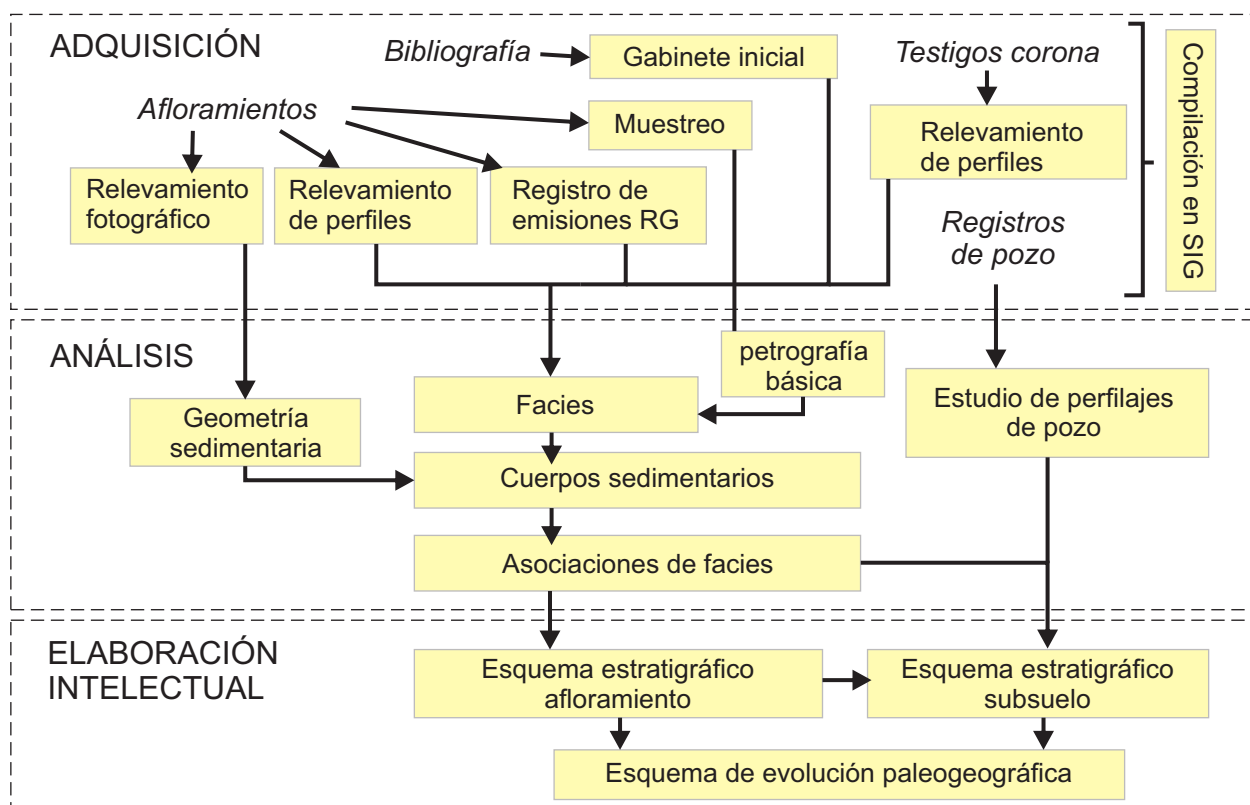 ADQUISICIÓN
Bibliografía
Gabinete inicial
Testigos corona
Afloramientos
Muestreo
Relevamiento
de perfiles
Relevamiento
fotográfico
Relevamiento
de perfiles
Registro de
emisiones RG
Registros
de pozo
Compilación en SIG
ANÁLISIS
petrografía
básica
Facies
Geometría
sedimentaria
Estudio de perfilajes
de pozo
Cuerpos sedimentarios
Asociaciones de facies
ELABORACIÓN
INTELECTUAL
Esquema estratigráfico
afloramiento
Esquema estratigráfico
subsuelo
Esquema de evolución paleogeográfica